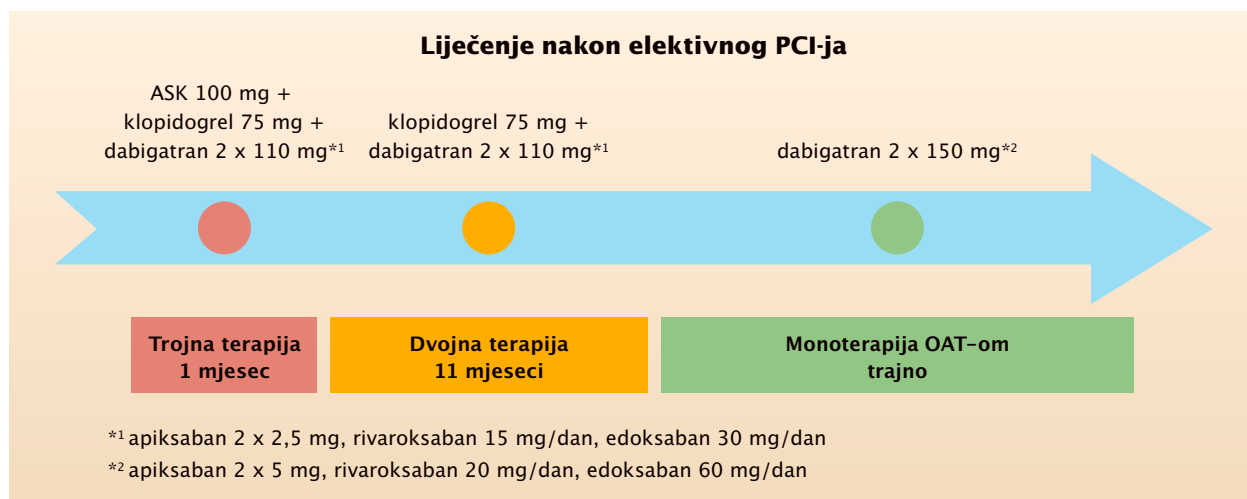 Liječenje nakon elektivnog PCI-ja
ASK 100 mg +
klopidogrel 75 mg +
dabigatran 2 x 110 mg*1
klopidogrel 75 mg +
dabigatran 2 x 110 mg*1
dabigatran 2 x 150 mg*2
Trojna terapija
1 mjesec
Dvojna terapija
11 mjeseci
Monoterapija OAT-om
trajno
*1 apiksaban 2 x 2,5 mg, rivaroksaban 15 mg/dan, edoksaban 30 mg/dan
*2 apiksaban 2 x 5 mg, rivaroksaban 20 mg/dan, edoksaban 60 mg/dan